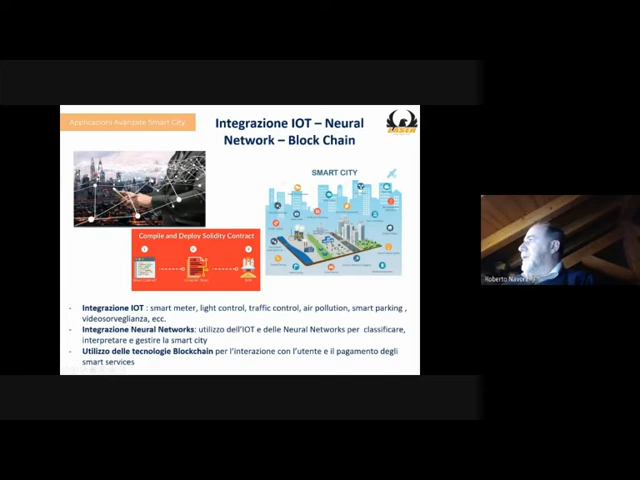 Applicazioni Avanzate Smart City
Integrazione IOT – Neural
Network – Block Chain
LASER
SMART CITY
Compile and Deploy Solidity Contract
- Integrazione IOT : smart meter, light control, traffic control, air pollution, smart parking ,
videosorveglianza, ecc.
- Integrazione Neural Networks: utilizzo dell'IOT e delle Neural Networks per classificare,
interpretare e gestire la smart city
- Utilizzo delle tecnologie Blockchain per l'interazione con l'utente e il pagamento degli
smart services
Roberto Navora